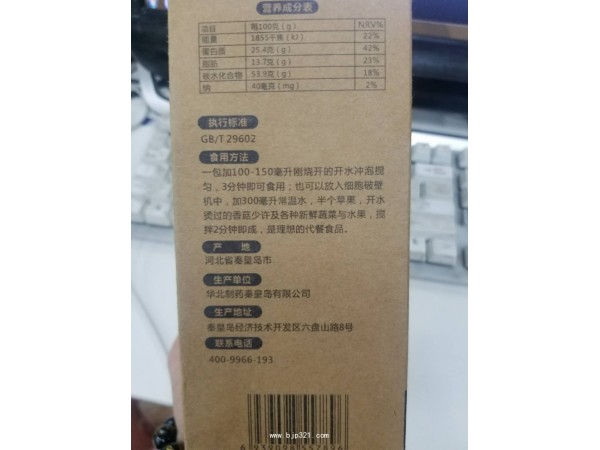 营养成分表
项目 每100克(g) NRV%
能量 1855千焦(kJ) 22%
蛋白质 25.4克(g) 42%
脂肪 13.7克(g) 23%
碳水化合物 53.9克(g) 18%
钠 40毫克(mg) 2%
执行标准
GB/T 29602
食用方法
一包加100-150毫升刚烧开的开水冲泡搅
匀，3分钟即可食用；也可以放入细胞破壁
机中，加300毫升常温水，半个苹果，开水
烫过的香菇少许及各种新鲜蔬菜与水果，搅
拌2分钟即成，是理想的代餐食品。
产 地
河北省秦皇岛市
生产单位
华北制药秦皇岛有限公司
生产地址
秦皇岛经济技术开发区六盘山路8号
联系电话
400-9966-193
www.bjp321.com